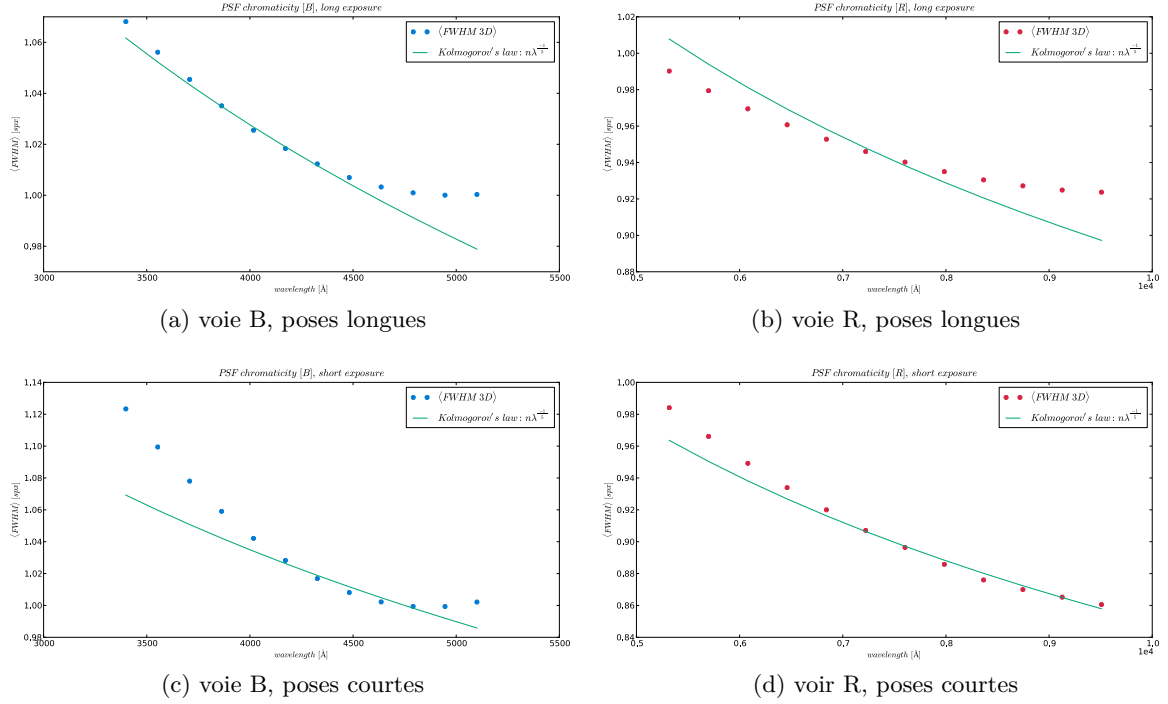 PSF chromaticity [B], long exposure
⟨FWHM 3D⟩
Kolmogorov's law: nλ^(-1/5)
1.06
1.04
1.02
1.00
0.98
⟨FWHM⟩ [spx]
3000 3500 4000 4500 5000 5500
wavelength [Å]
(a) voie B, poses longues
PSF chromaticity [R], long exposure
⟨FWHM 3D⟩
Kolmogorov's law: nλ^(-1/5)
1.02
1.00
0.98
0.96
0.94
0.92
0.90
0.88
⟨FWHM⟩ [spx]
0.5 0.6 0.7 0.8 0.9 1.0
1e4
wavelength [Å]
(b) voie R, poses longues
PSF chromaticity [B], short exposure
⟨FWHM 3D⟩
Kolmogorov's law: nλ^(-1/5)
1.14
1.12
1.10
1.08
1.06
1.04
1.02
1.00
0.98
⟨FWHM⟩ [spx]
3000 3500 4000 4500 5000 5500
wavelength [Å]
(c) voie B, poses courtes
PSF chromaticity [R], short exposure
⟨FWHM 3D⟩
Kolmogorov's law: nλ^(-1/5)
1.00
0.98
0.96
0.94
0.92
0.90
0.88
0.86
0.84
⟨FWHM⟩ [spx]
0.5 0.6 0.7 0.8 0.9 1.0
1e4
wavelength [Å]
(d) voir R, poses courtes